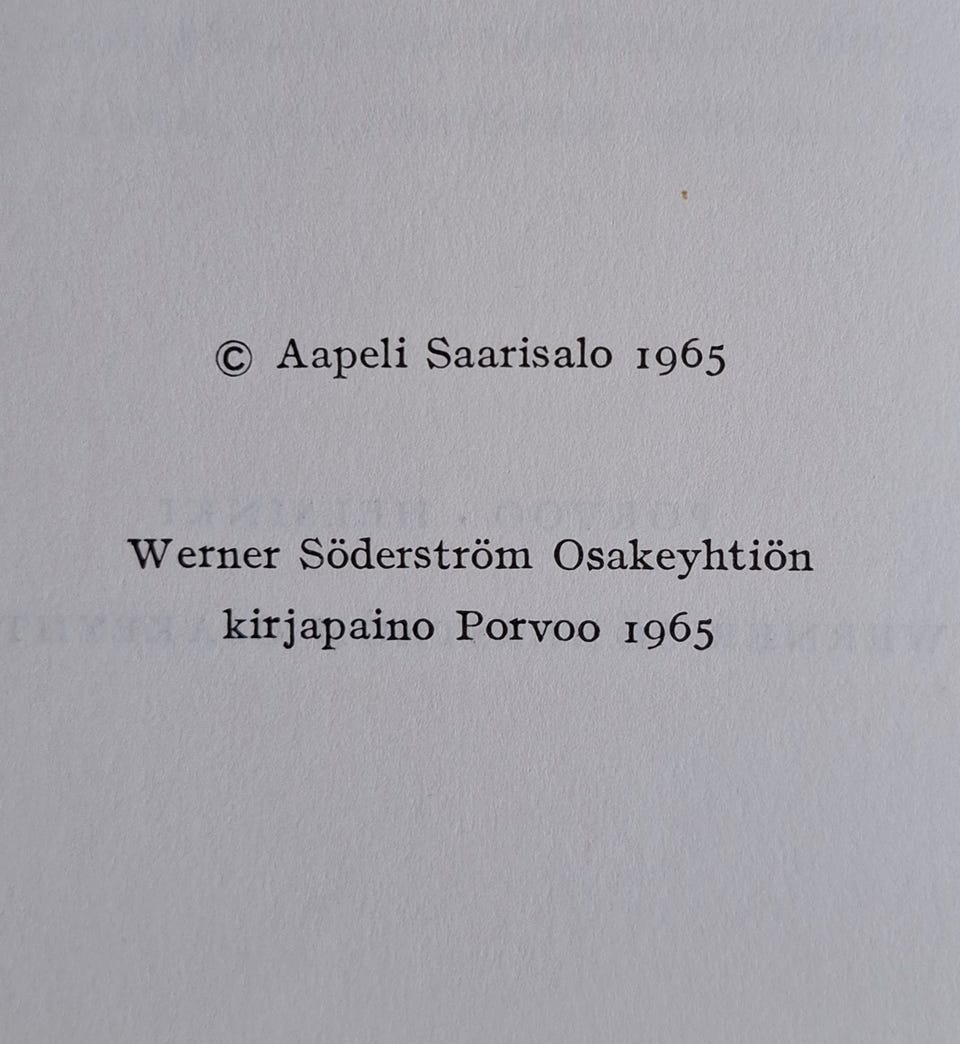 © Aapeli Saarisalo 1965
Werner Söderström Osakeyhtiön
kirjapaino Porvoo 1965